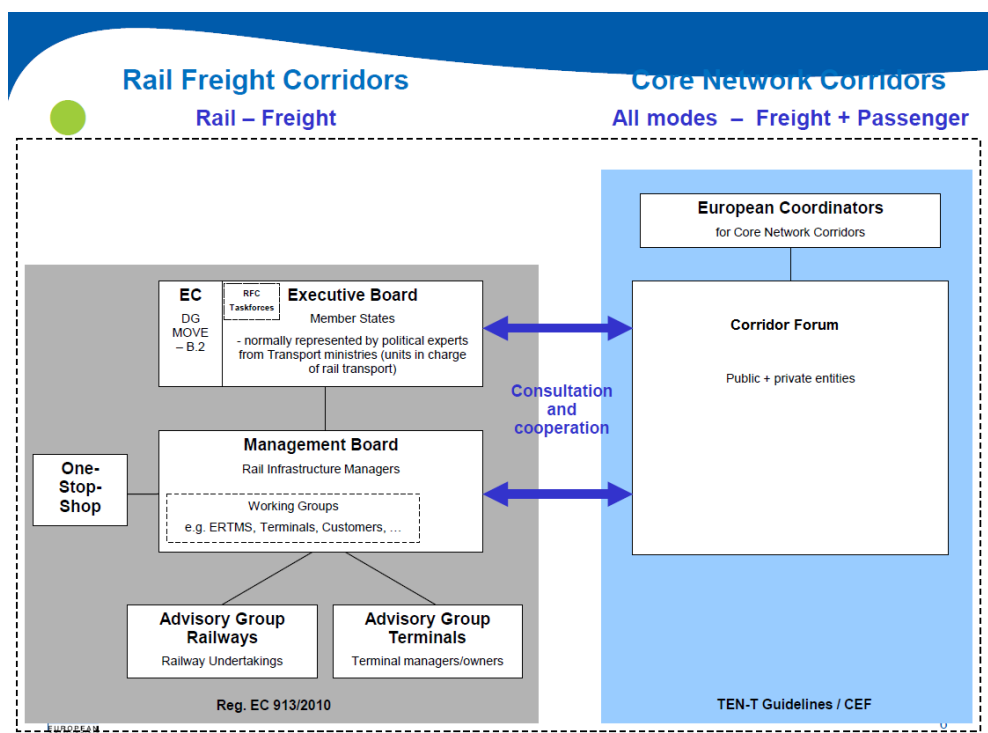 Rail Freight Corridors
Rail – Freight
Core Network Corridors
All modes – Freight + Passenger
European Coordinators
for Core Network Corridors
EC
DG
MOVE
– B.2
RFC
Taskforces
Executive Board
Member States
- normally represented by political experts
from Transport ministries (units in charge
of rail transport)
Corridor Forum
Public + private entities
Consultation
and
cooperation
Management Board
Rail Infrastructure Managers
Working Groups
e.g. ERTMS, Terminals, Customers, …
One-
Stop-
Shop
Advisory Group
Railways
Railway Undertakings
Advisory Group
Terminals
Terminal managers/owners
Reg. EC 913/2010
TEN-T Guidelines / CEF
EUROPEAN